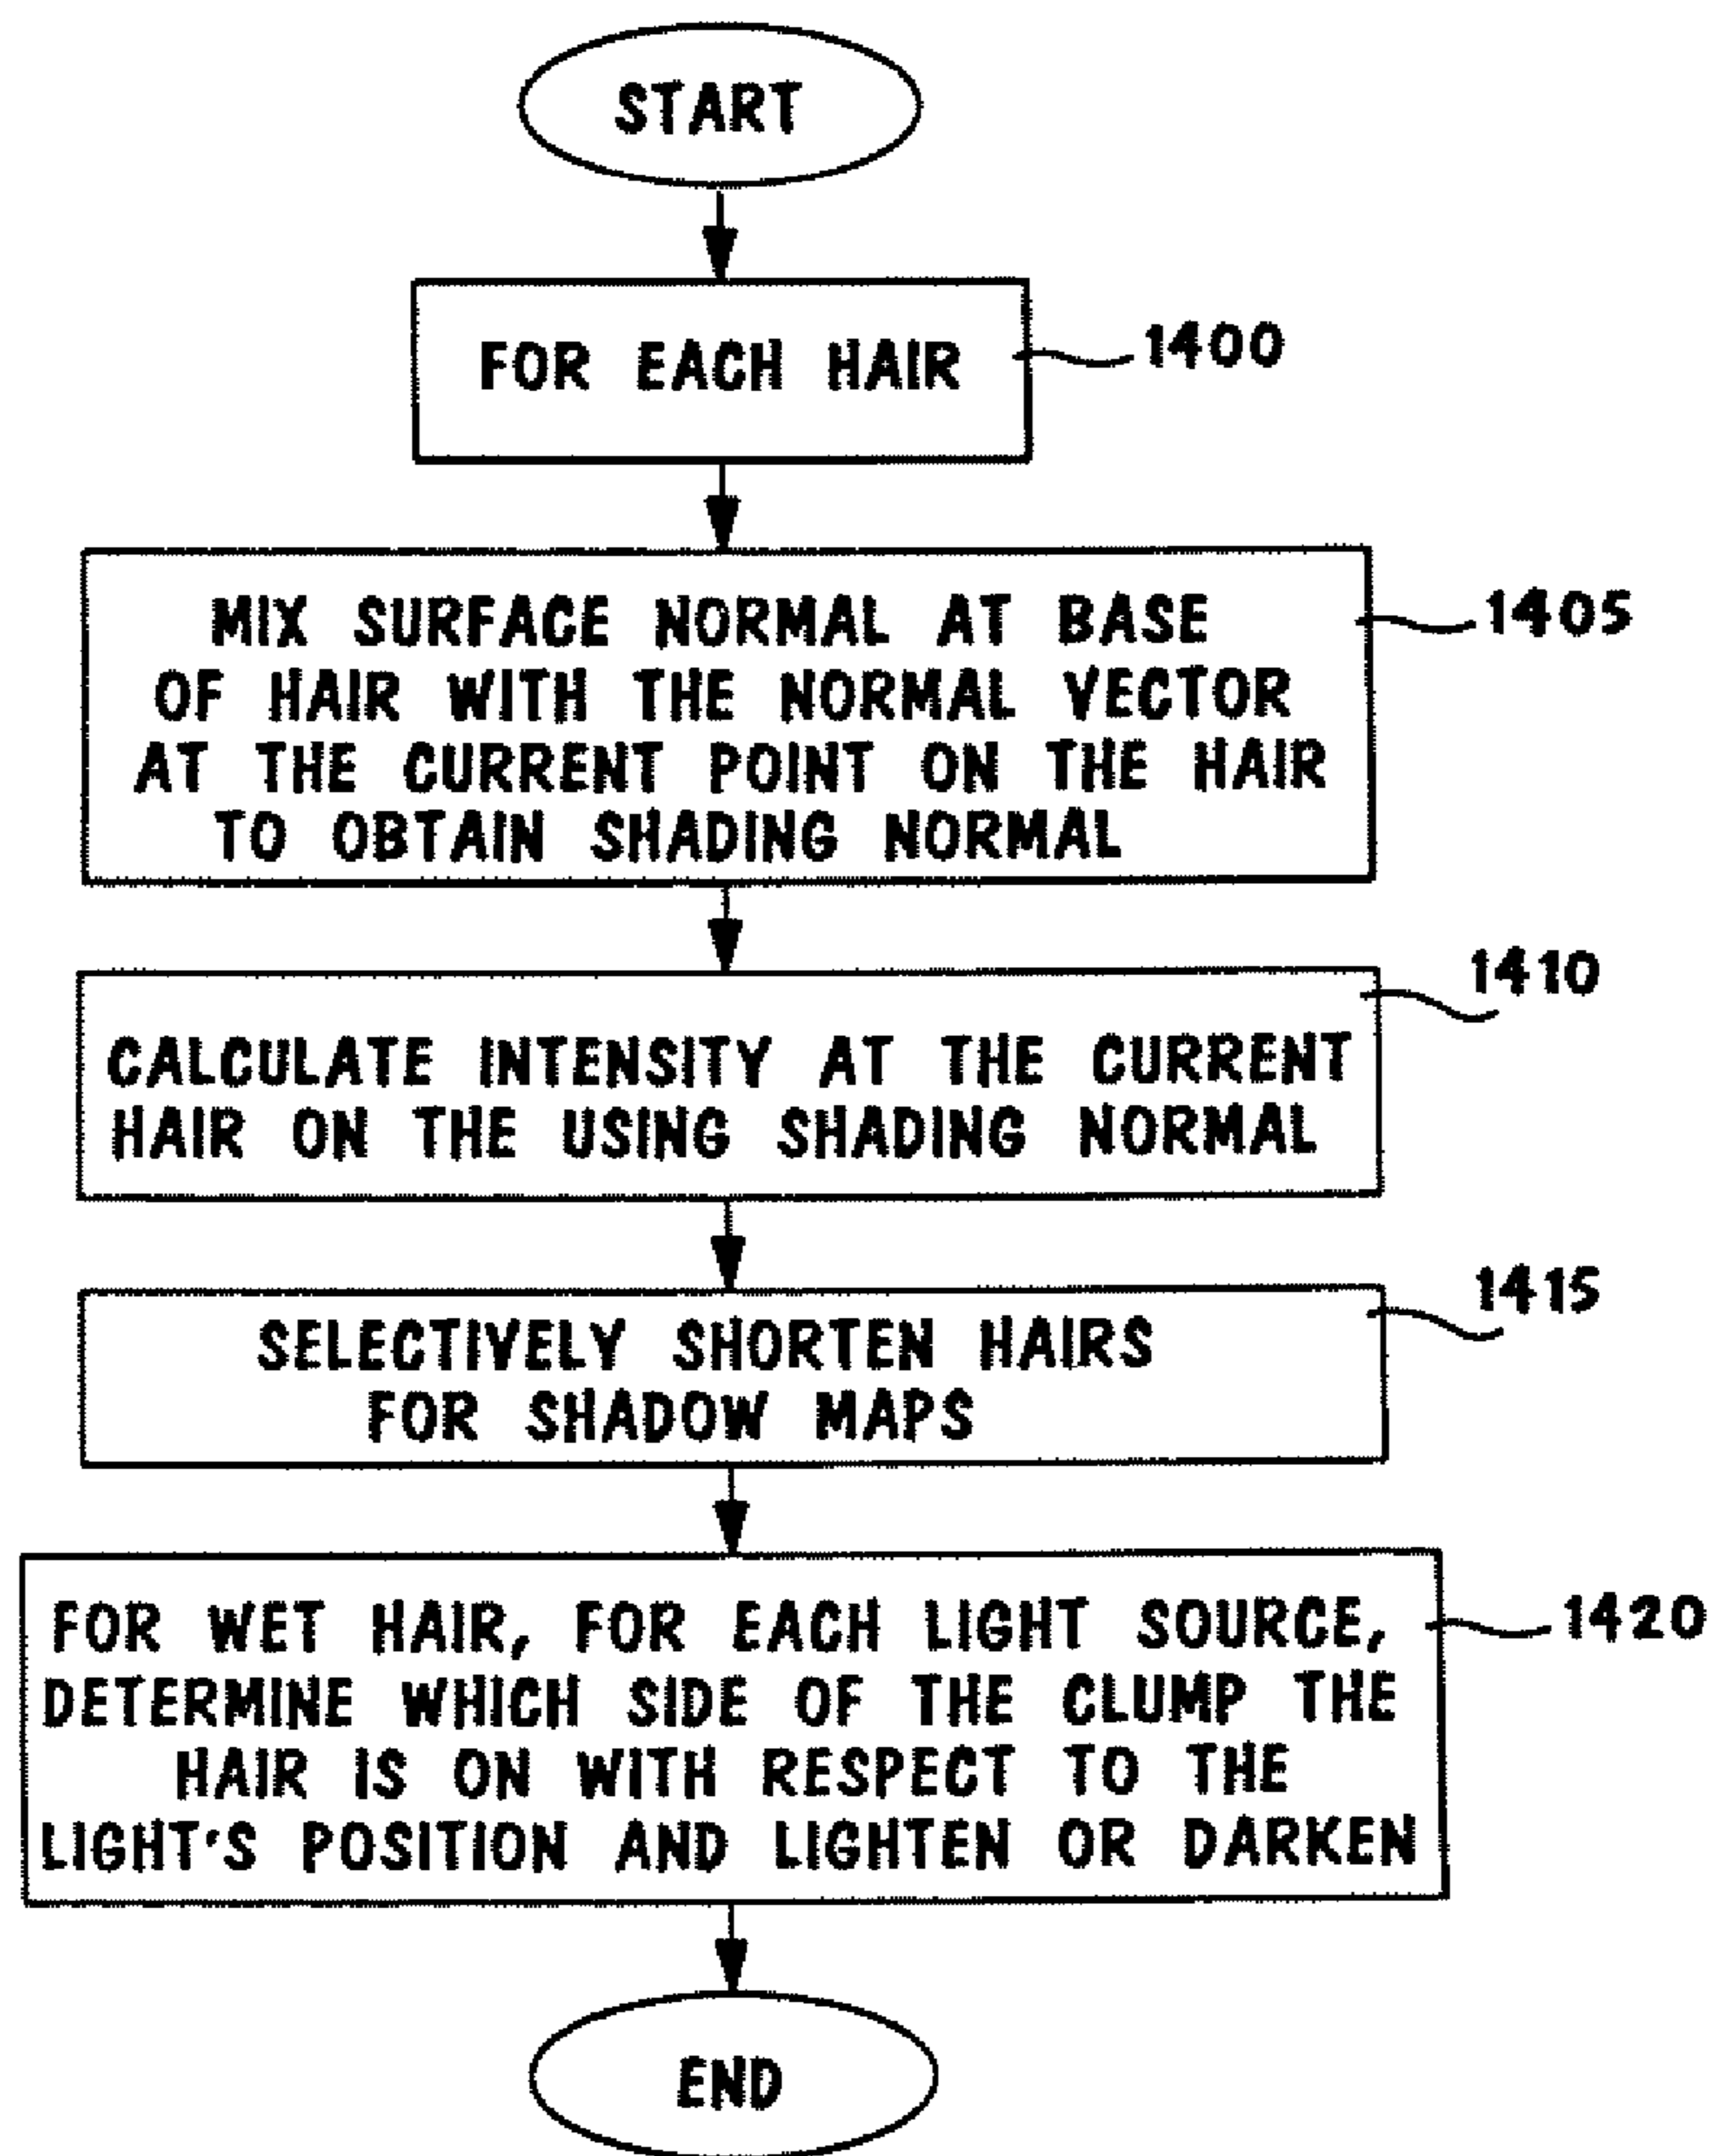 START
FOR EACH HAIR
1400
MIX SURFACE NORMAL AT BASE
OF HAIR WITH THE NORMAL VECTOR
AT THE CURRENT POINT ON THE HAIR
TO OBTAIN SHADING NORMAL
1405
CALCULATE INTENSITY AT THE CURRENT
HAIR ON THE USING SHADING NORMAL
1410
SELECTIVELY SHORTEN HAIRS
FOR SHADOW MAPS
1415
FOR WET HAIR, FOR EACH LIGHT SOURCE,
DETERMINE WHICH SIDE OF THE CLUMP THE
HAIR IS ON WITH RESPECT TO THE
LIGHT'S POSITION AND LIGHTEN OR DARKEN
1420
END